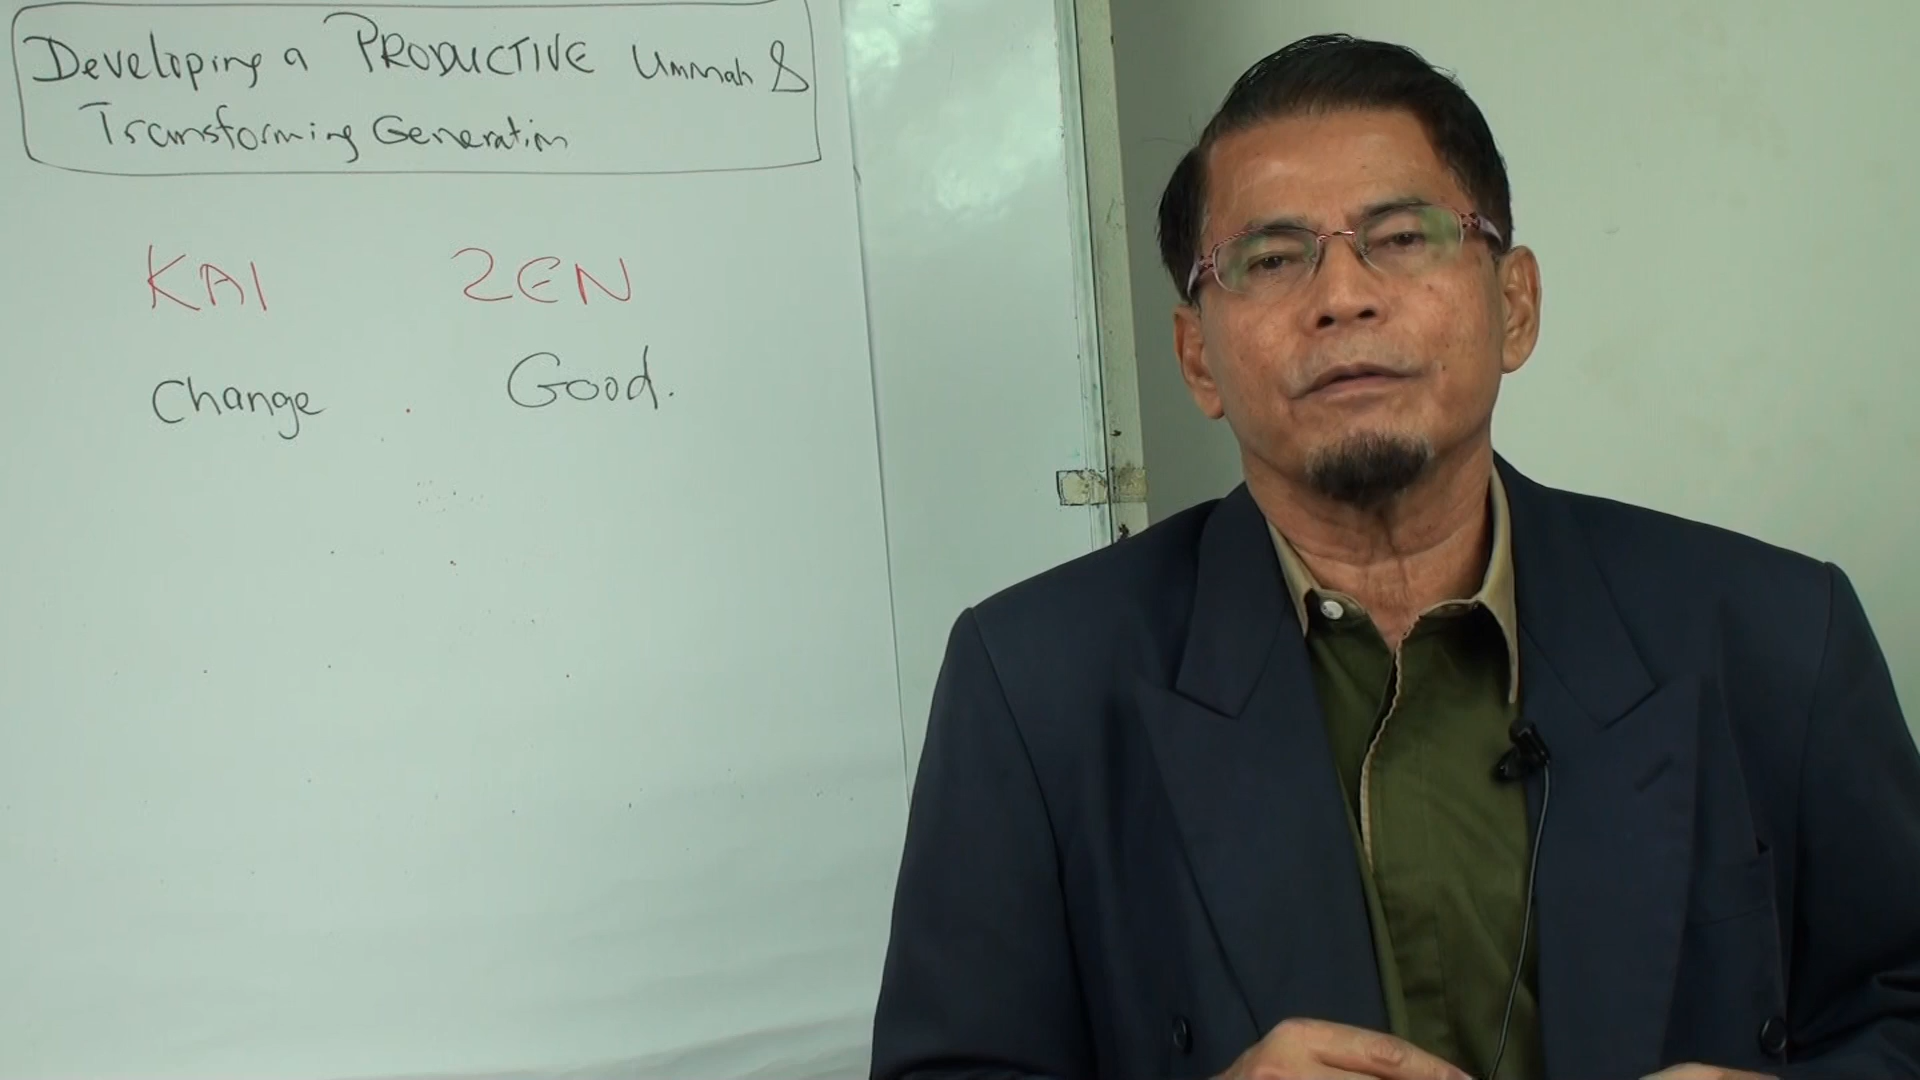 Developing a PRODUCTIVE Ummah &
Transforming Generation
KAI ZEN
Change Good.